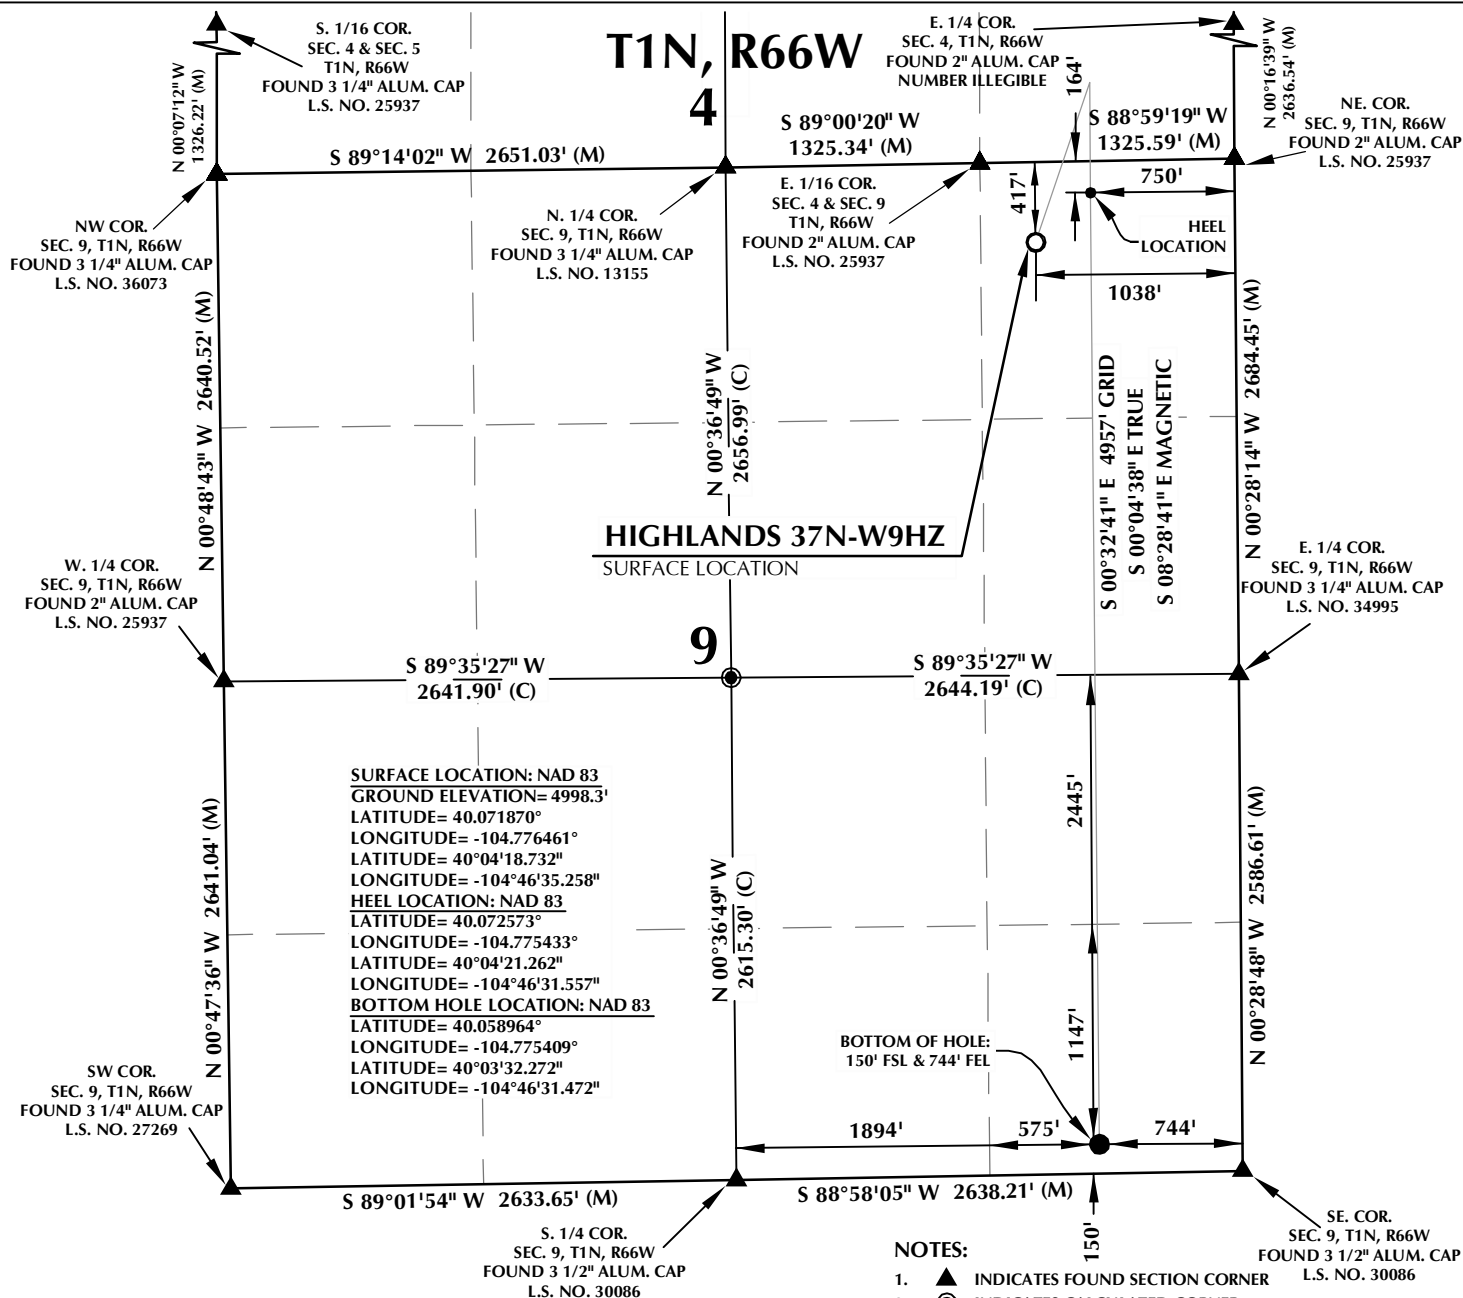 T1N, R66W
4
S. 1/16 COR.
SEC. 4 & SEC. 5
T1N, R66W
FOUND 3 1/4" ALUM. CAP
L.S. NO. 25937
E. 1/4 COR.
SEC. 4, T1N, R66W
FOUND 2" ALUM. CAP
NUMBER ILLEGIBLE
N 00°07'12" W
1326.22' (M)
N 00°16'39" W
2636.54' (M)
NE. COR.
SEC. 9, T1N, R66W
FOUND 2" ALUM. CAP
L.S. NO. 25937
S 89°14'02" W 2651.03' (M)
S 89°00'20" W
1325.34' (M)
S 88°59'19" W
1325.59' (M)
164'
417'
750'
HEEL
LOCATION
1038'
NW COR.
SEC. 9, T1N, R66W
FOUND 3 1/4" ALUM. CAP
L.S. NO. 36073
N. 1/4 COR.
SEC. 9, T1N, R66W
FOUND 3 1/4" ALUM. CAP
L.S. NO. 13155
E. 1/16 COR.
SEC. 4 & SEC. 9
T1N, R66W
FOUND 2" ALUM. CAP
L.S. NO. 25937
N 00°48'43" W 2640.52' (M)
N 00°36'49" W
2656.99' (C)
S 00°32'41" E 4957' GRID
S 00°04'38" E TRUE
S 08°28'41" E MAGNETIC
N 00°28'14" W 2684.45' (M)
HIGHLANDS 37N-W9HZ
SURFACE LOCATION
W. 1/4 COR.
SEC. 9, T1N, R66W
FOUND 2" ALUM. CAP
L.S. NO. 25937
E. 1/4 COR.
SEC. 9, T1N, R66W
FOUND 3 1/4" ALUM. CAP
L.S. NO. 34995
9
S 89°35'27" W
2641.90' (C)
S 89°35'27" W
2644.19' (C)
SURFACE LOCATION: NAD 83
GROUND ELEVATION= 4998.3'
LATITUDE= 40.071870°
LONGITUDE= -104.776461°
LATITUDE= 40°04'18.732"
LONGITUDE= -104°46'35.258"
HEEL LOCATION: NAD 83
LATITUDE= 40.072573°
LONGITUDE= -104.775433°
LATITUDE= 40°04'21.262"
LONGITUDE= -104°46'31.557"
BOTTOM HOLE LOCATION: NAD 83
LATITUDE= 40.058964°
LONGITUDE= -104.775409°
LATITUDE= 40°03'32.272"
LONGITUDE= -104°46'31.472"
N 00°47'36" W 2641.04' (M)
N 00°36'49" W
2615.30' (C)
2445'
1147'
N 00°28'48" W 2586.61' (M)
BOTTOM OF HOLE:
150' FSL & 744' FEL
SW COR.
SEC. 9, T1N, R66W
FOUND 3 1/4" ALUM. CAP
L.S. NO. 27269
1894'
575'
744'
S 89°01'54" W 2633.65' (M)
S 88°58'05" W 2638.21' (M)
150'
S. 1/4 COR.
SEC. 9, T1N, R66W
FOUND 3 1/2" ALUM. CAP
L.S. NO. 30086
SE. COR.
SEC. 9, T1N, R66W
FOUND 3 1/2" ALUM. CAP
L.S. NO. 30086
NOTES:
1. ▲ INDICATES FOUND SECTION CORNER